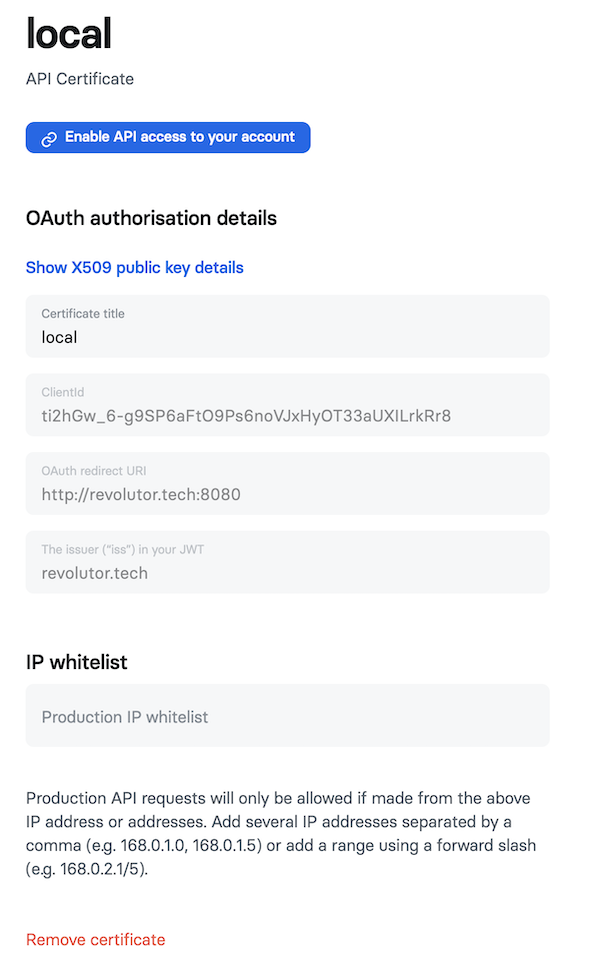 local
API Certificate
Enable API access to your account
OAuth authorisation details
Show X509 public key details
Certificate title
local
ClientId
ti2hGw_6-g9SP6aFtO9Ps6noVJxHyOT33aUXILrkRr8
OAuth redirect URI
http://revolutor.tech:8080
The issuer (“iss”) in your JWT
revolutor.tech
IP whitelist
Production IP whitelist
Production API requests will only be allowed if made from the above
IP address or addresses. Add several IP addresses separated by a
comma (e.g. 168.0.1.0, 168.0.1.5) or add a range using a forward slash
(e.g. 168.0.2.1/5).
Remove certificate